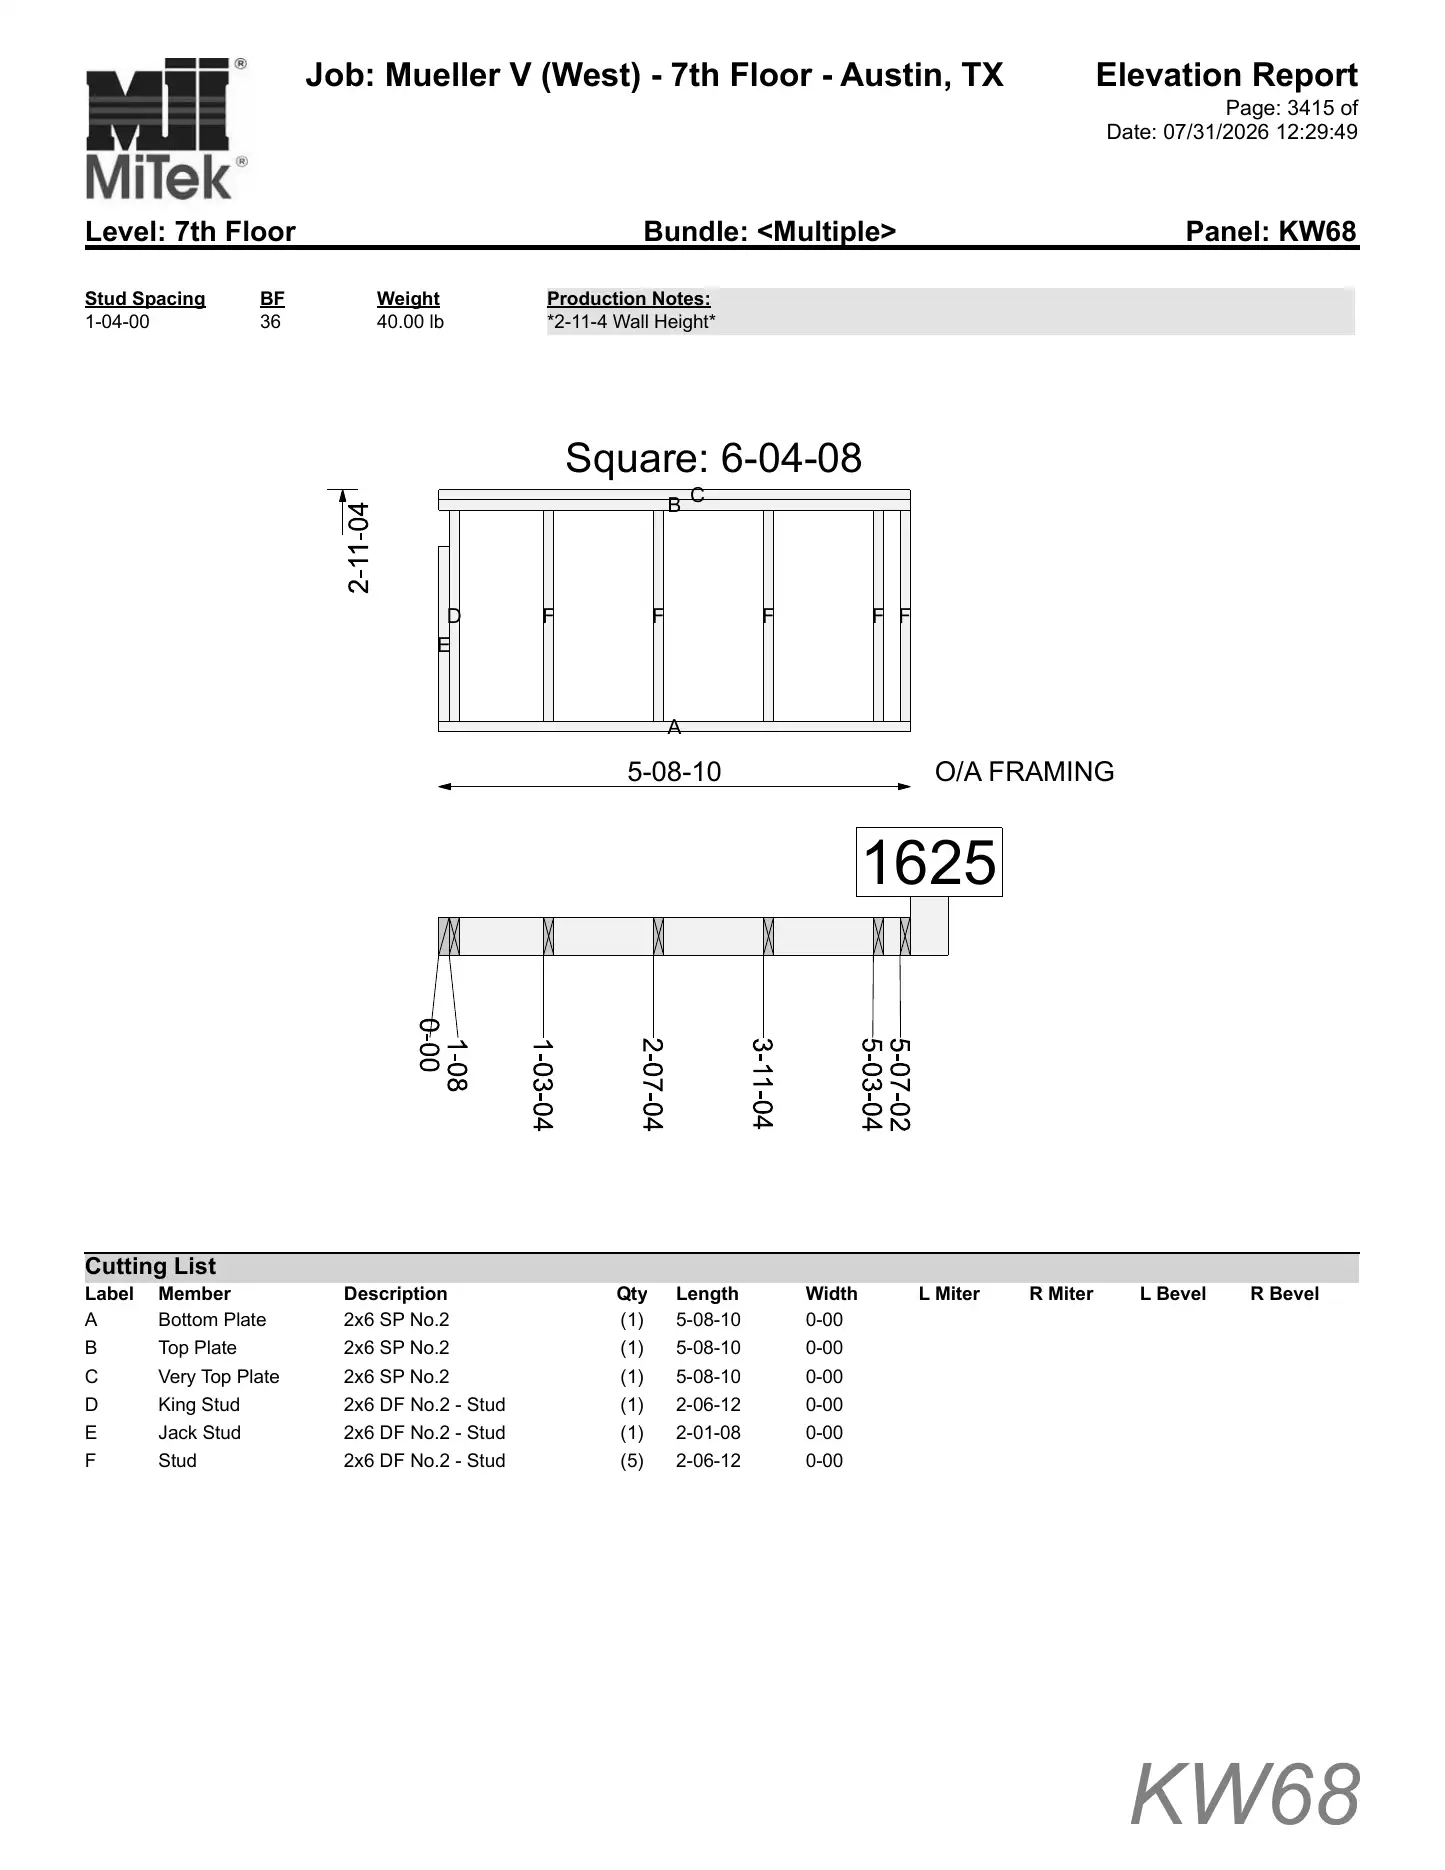 MiTek®
®
Job: Mueller V (West) - 7th Floor - Austin, TX
Elevation Report
Page: 3415 of
Date: 07/31/2026 12:29:49
Level: 7th Floor Bundle: <Multiple> Panel: KW68
Stud Spacing BF Weight Production Notes:
1-04-00 36 40.00 lb *2-11-4 Wall Height*
Square: 6-04-08
2-11-04
C
B
D F F F F F
E
A
5-08-10 O/A FRAMING
1625
0-00 1-08 1-03-04 2-07-04 3-11-04 5-03-04 5-07-02
Cutting List
Label Member Description Qty Length Width L Miter R Miter L Bevel R Bevel
A Bottom Plate 2x6 SP No.2 (1) 5-08-10 0-00
B Top Plate 2x6 SP No.2 (1) 5-08-10 0-00
C Very Top Plate 2x6 SP No.2 (1) 5-08-10 0-00
D King Stud 2x6 DF No.2 - Stud (1) 2-06-12 0-00
E Jack Stud 2x6 DF No.2 - Stud (1) 2-01-08 0-00
F Stud 2x6 DF No.2 - Stud (5) 2-06-12 0-00
KW68